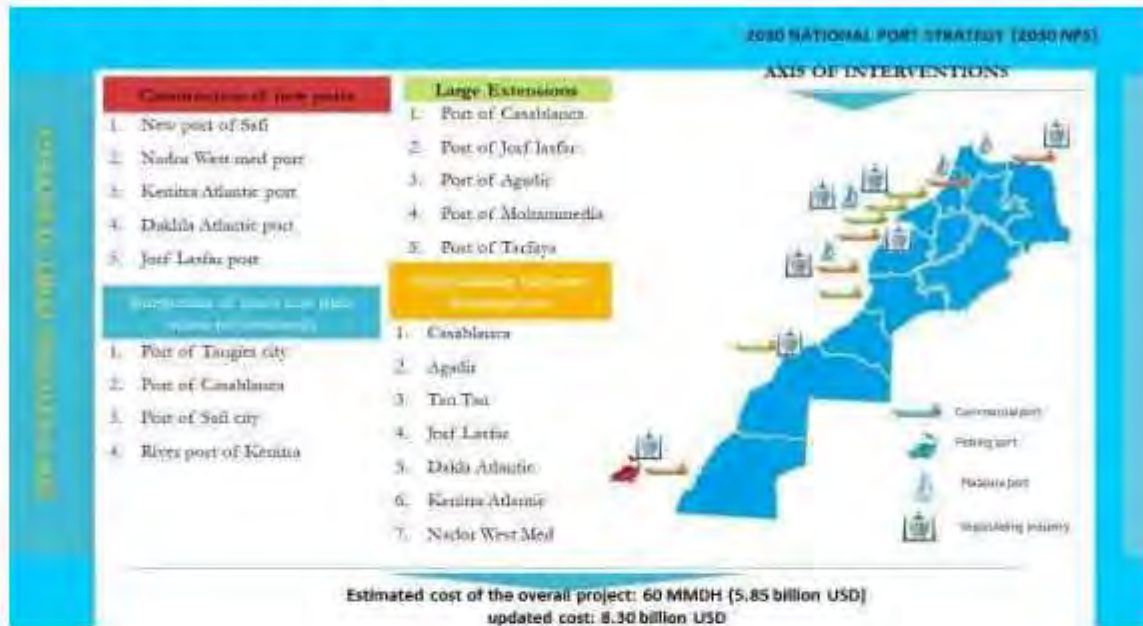 2030 NATIONAL PORT STRATEGY (2030 NPS)
AXIS OF INTERVENTIONS
Construction of new ports
1. New port of Safi
2. Nador West med port
3. Kenitra Atlantic port
4. Dakhla Atlantic port
5. Jorf Lasfar port
Large Extensions
1. Port of Casablanca
2. Port of Jorf lasfar
3. Port of Agadir
4. Port of Mohammedia
5. Port of Tarfaya
1. Port of Tangier city
2. Port of Casablanca
3. Port of Safi city
4. River port of Kenitra
1. Casablanca
2. Agadir
3. Tan Tan
4. Jorf Lasfar
5. Dakla Atlantic
6. Kenitra Atlantic
7. Nador West Med
Commercial port
Fishing port
Pleasure port
Shipbuilding industry
Estimated cost of the overall project: 60 MMDH (5.85 billion USD)
updated cost: 8.30 billion USD